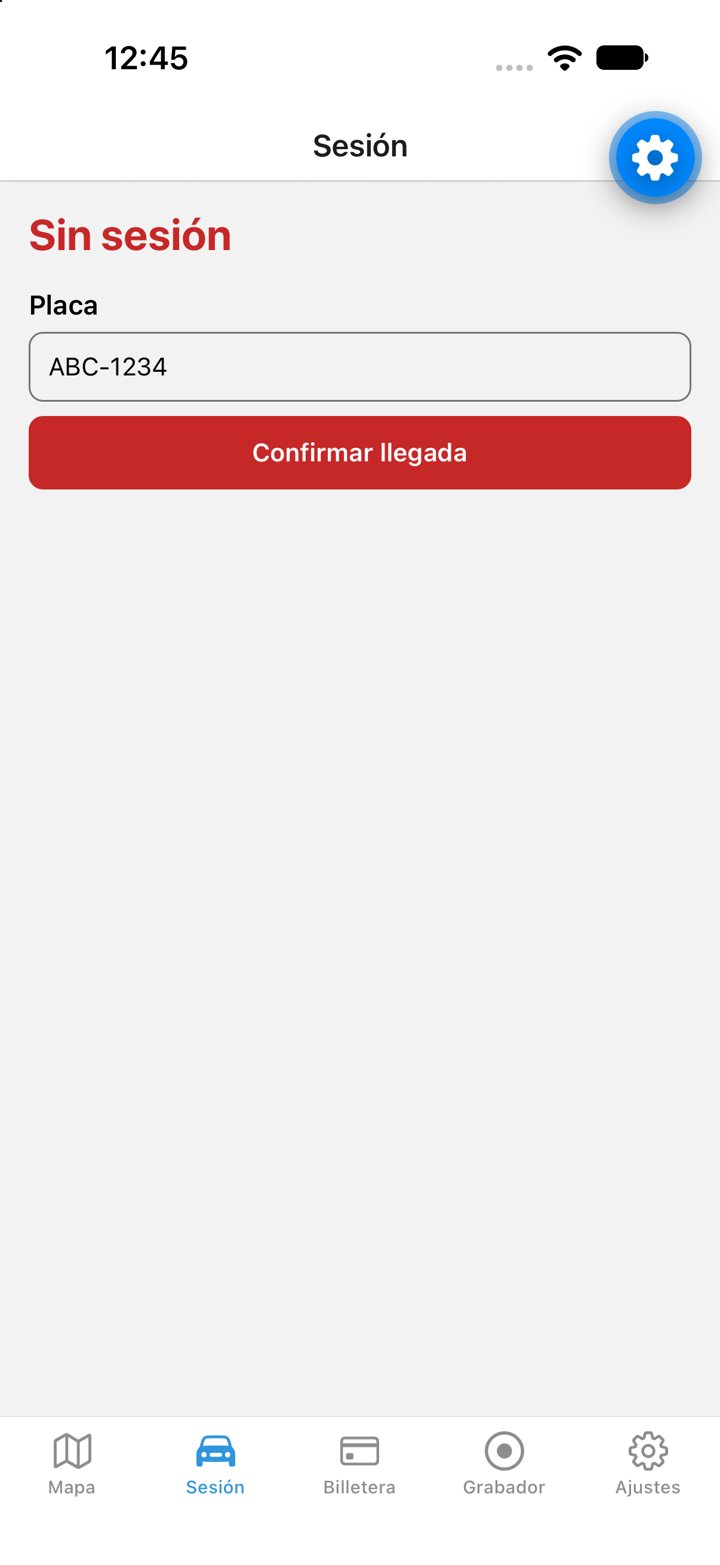 12:45
Sesión
Sin sesión
Placa
ABC-1234
Confirmar llegada
Mapa
Sesión
Billetera
Grabador
Ajustes